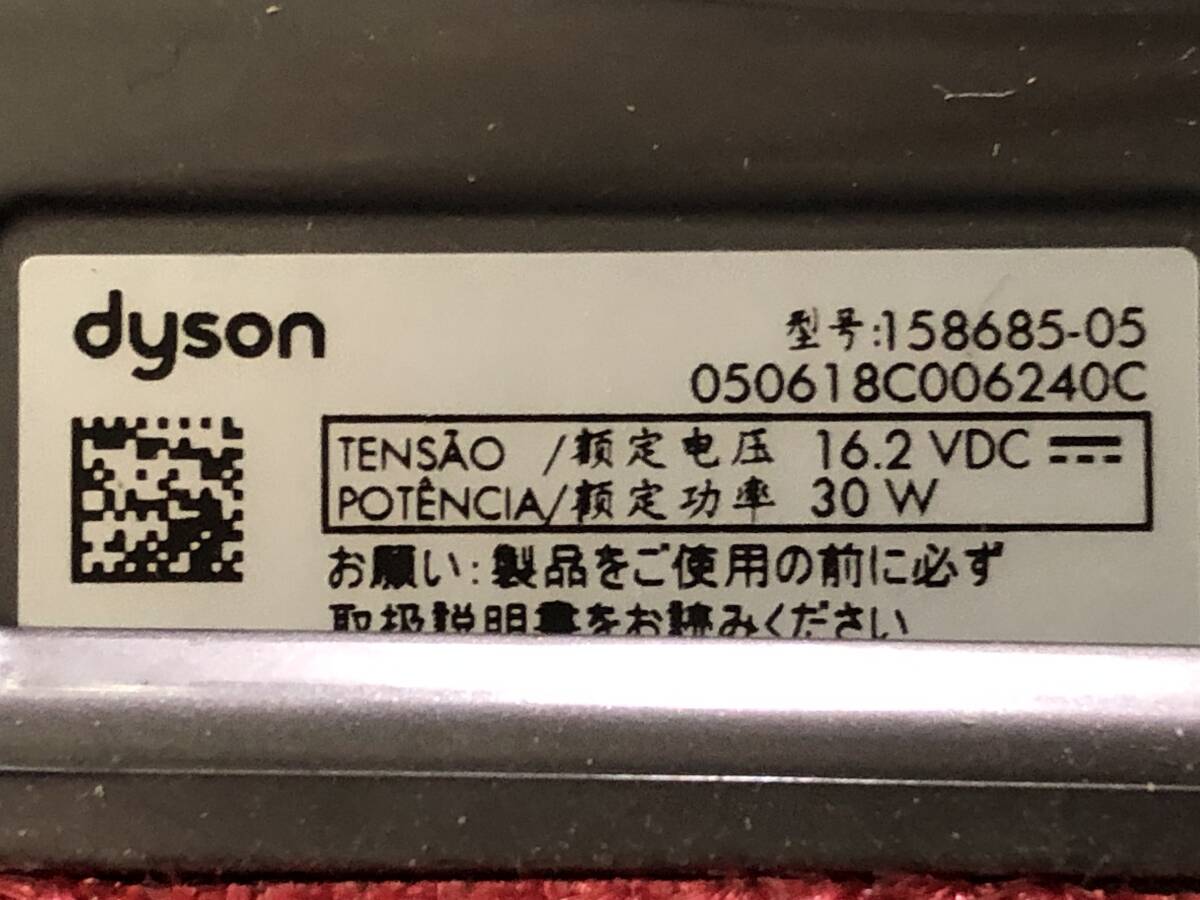 dyson
型号:158685-05
050618C006240C
TENSÃO /额定电压 16.2 VDC
POTÊNCIA/额定功率 30 W
お願い:製品をご使用の前に必ず
取扱説明書をお読みください